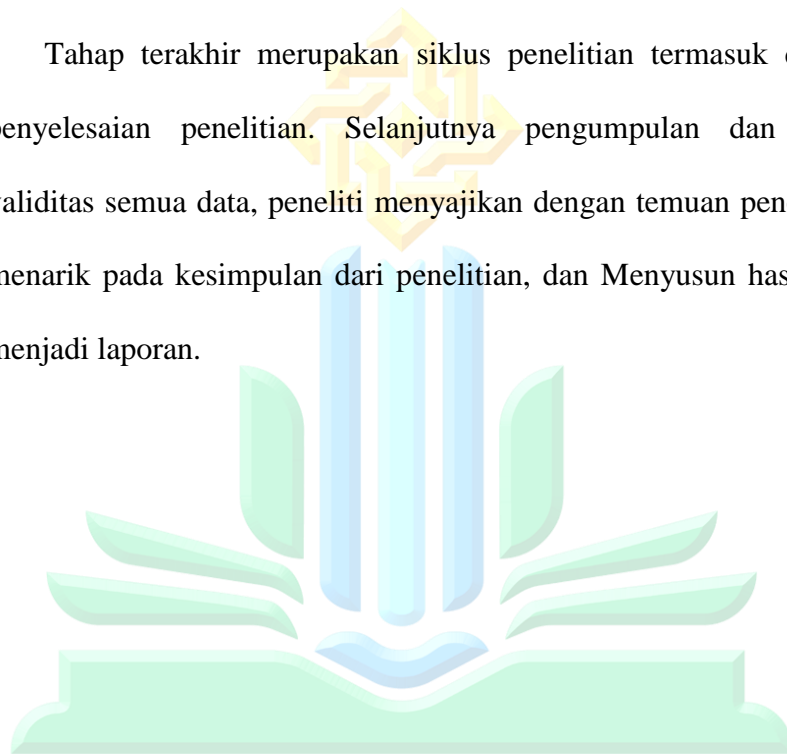 Tahap terakhir merupakan siklus penelitian termasuk
penyelesaian penelitian. Selanjutnya pengumpulan dan
validitas semua data, peneliti menyajikan dengan temuan
menarik pada kesimpulan dari penelitian, dan Menyusun
menjadi laporan.